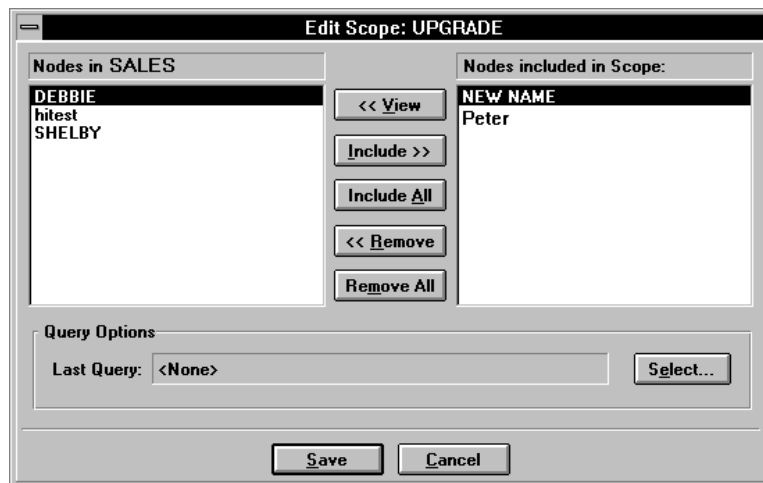 Edit Scope: UPGRADE
Nodes in SALES
Nodes included in Scope:
DEBBIE
hitest
SHELBY
<< View
Include >>
Include All
<< Remove
Remove All
NEW NAME
Peter
Query Options
Last Query: <None>
Select...
Save
Cancel